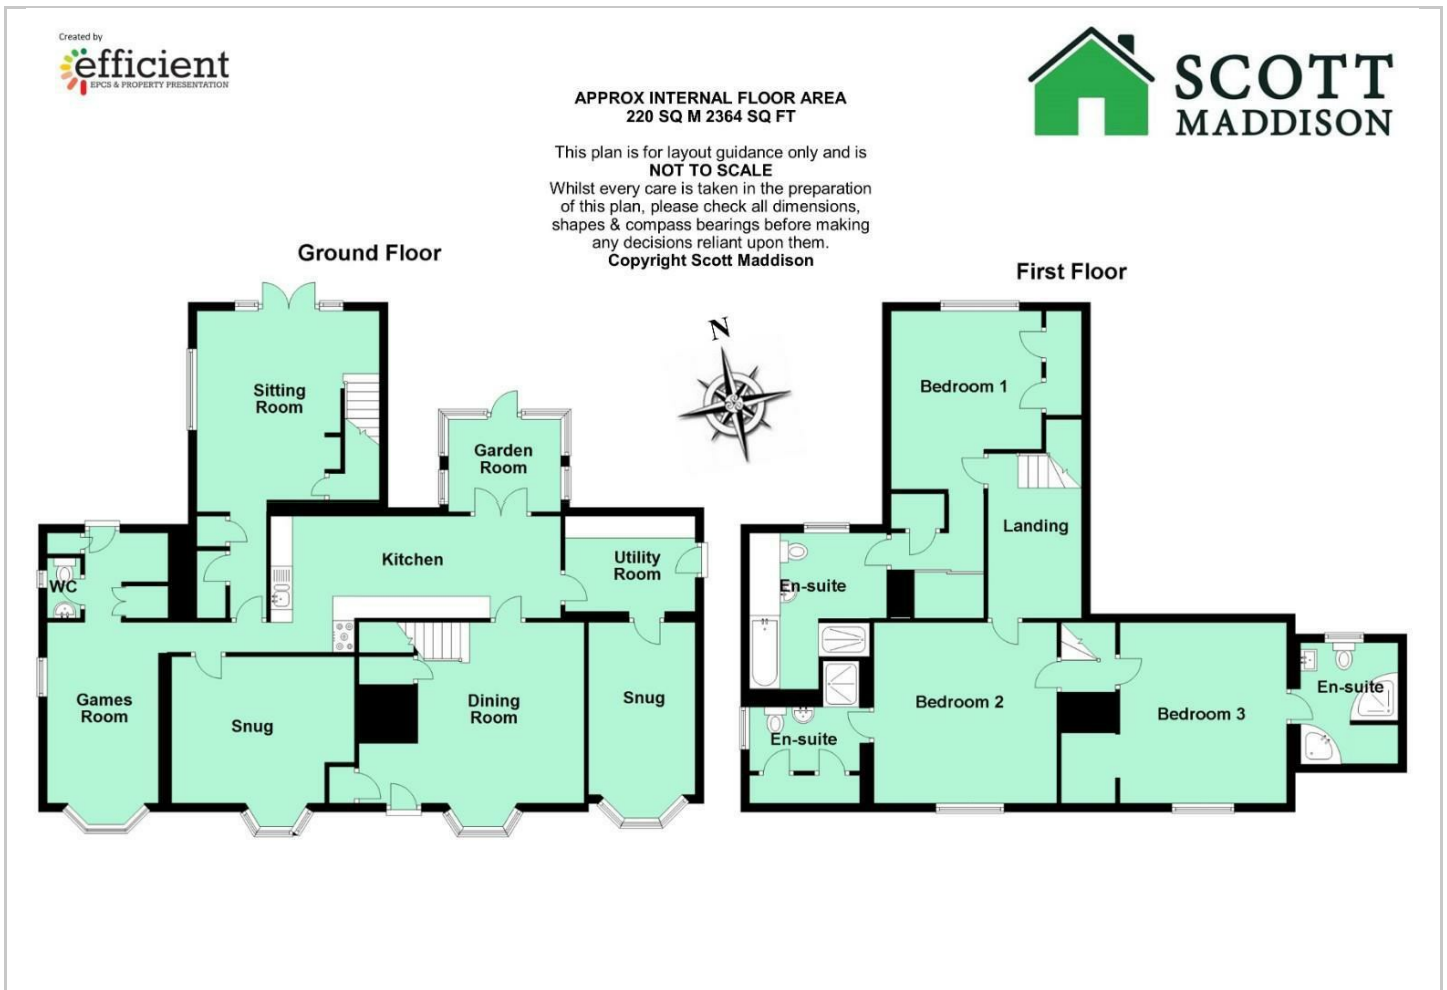 Created by
efficient
EPCS & PROPERTY PRESENTATION
SCOTT
MADDISON
APPROX INTERNAL FLOOR AREA
220 SQ M 2364 SQ FT
This plan is for layout guidance only and is
NOT TO SCALE
Whilst every care is taken in the preparation
of this plan, please check all dimensions,
shapes & compass bearings before making
any decisions reliant upon them.
Copyright Scott Maddison
Ground Floor
Sitting
Room
Garden
Room
Kitchen
Utility
Room
WC
Games
Room
Snug
Dining
Room
Snug
N
First Floor
Bedroom 1
Landing
En-suite
Bedroom 2
En-suite
Bedroom 3
En-suite